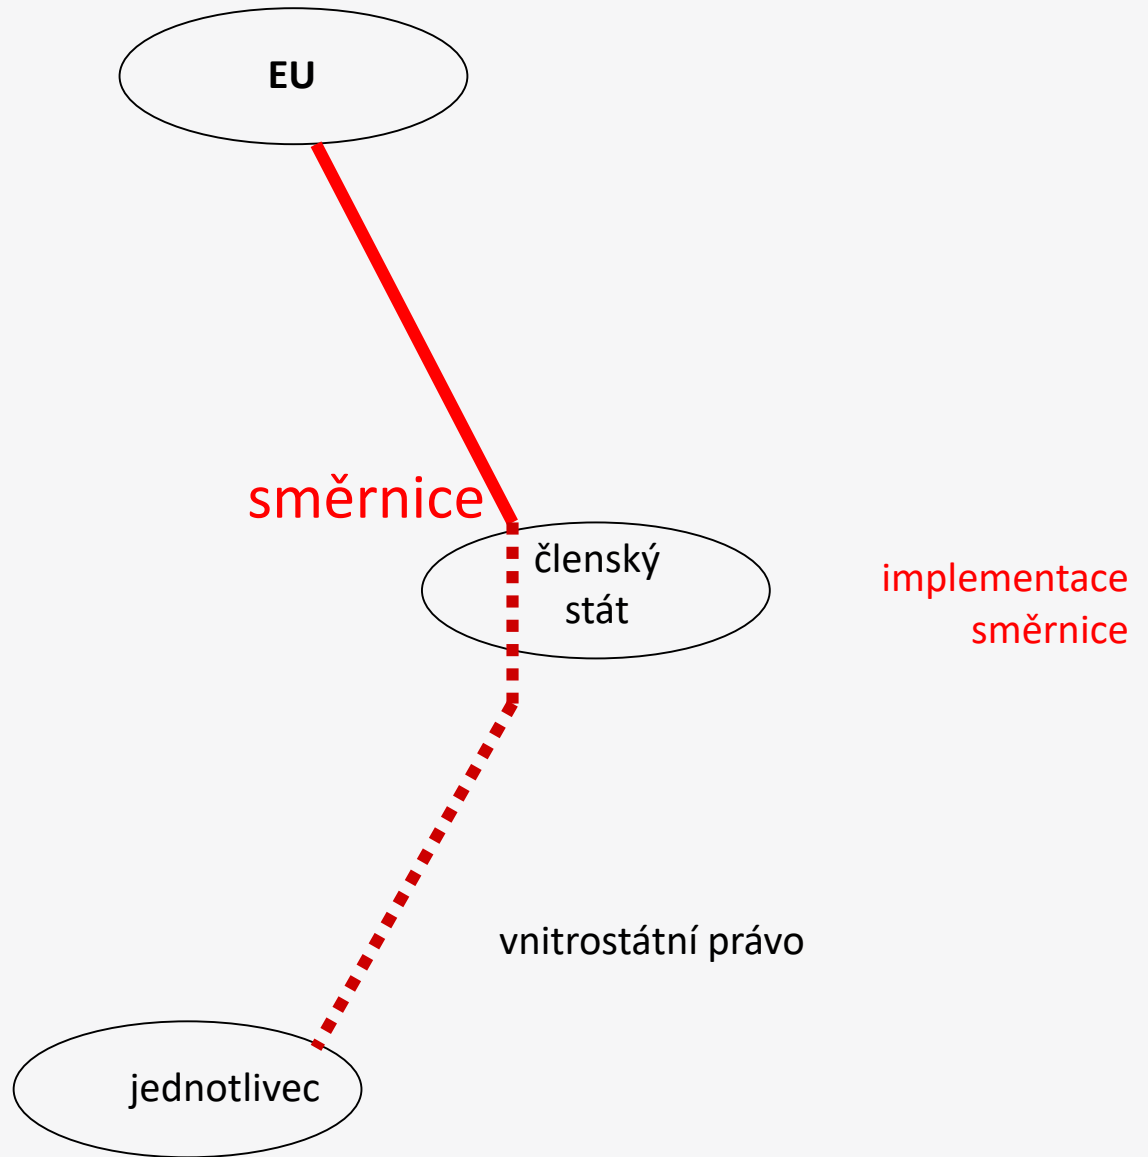 EU
směrnice
členský
stát
implementace
směrnice
vnitrostátní právo
jednotlivec